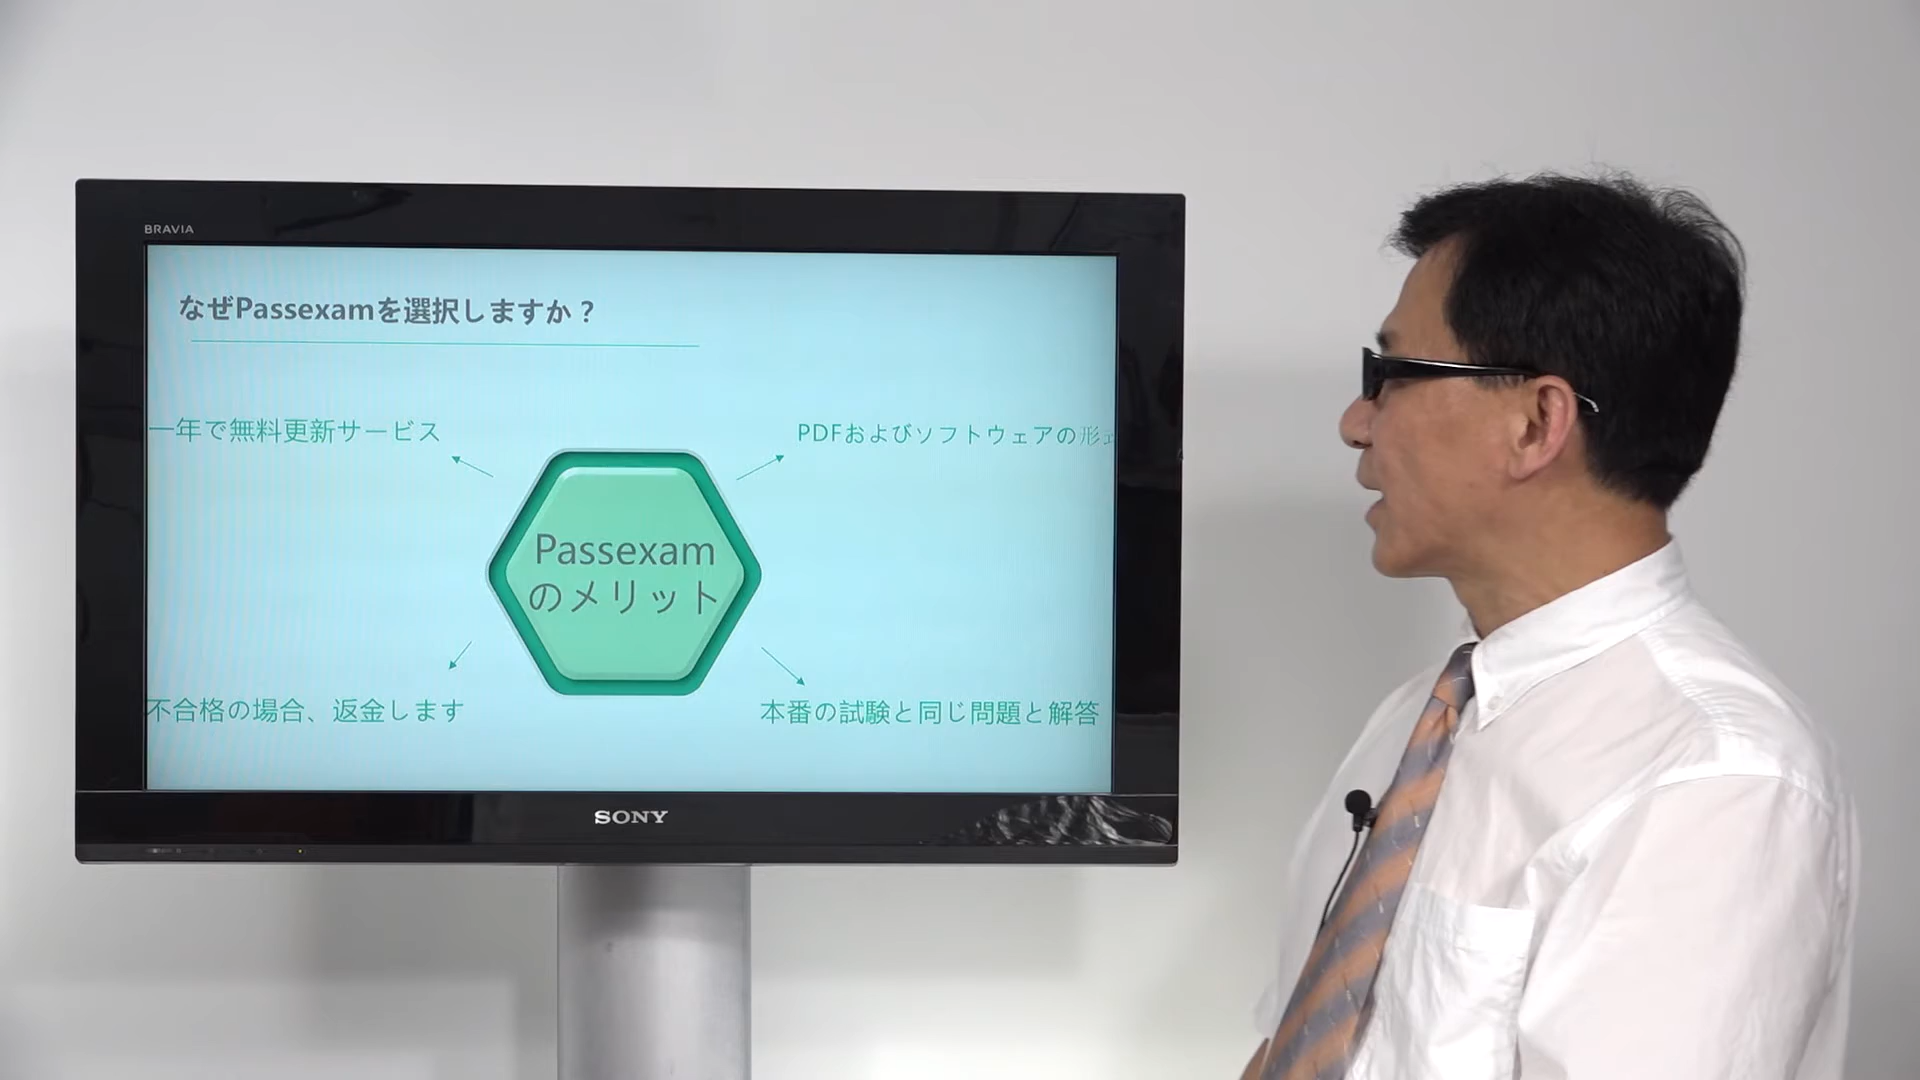 BRAVIA
なぜPassexamを選択しますか？
一年で無料更新サービス
PDFおよびソフトウェアの形式
Passexam
のメリット
不合格の場合、返金します
本番の試験と同じ問題と解答
SONY